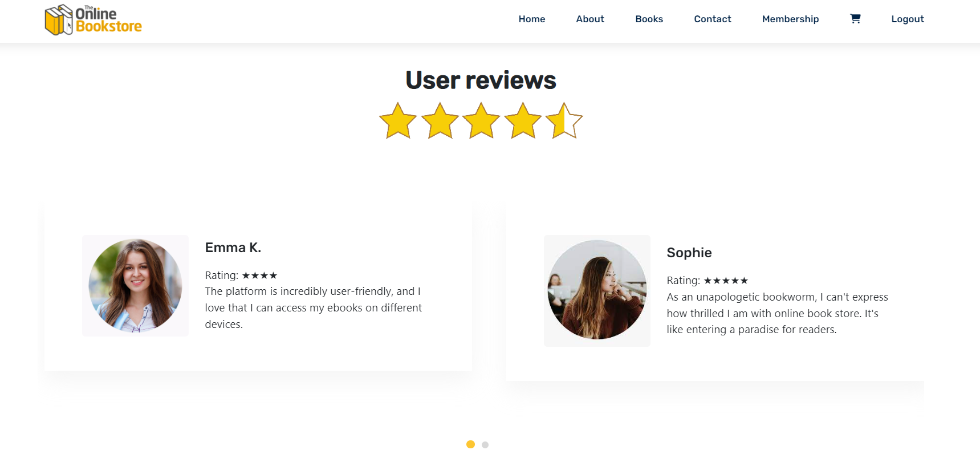 The
Online
Bookstore
Home About Books Contact Membership Logout
User reviews
Emma K.
Rating: ★★★★
The platform is incredibly user-friendly, and I
love that I can access my ebooks on different
devices.
Sophie
Rating: ★★★★★
As an unapologetic bookworm, I can't express
how thrilled I am with online book store. It's
like entering a paradise for readers.